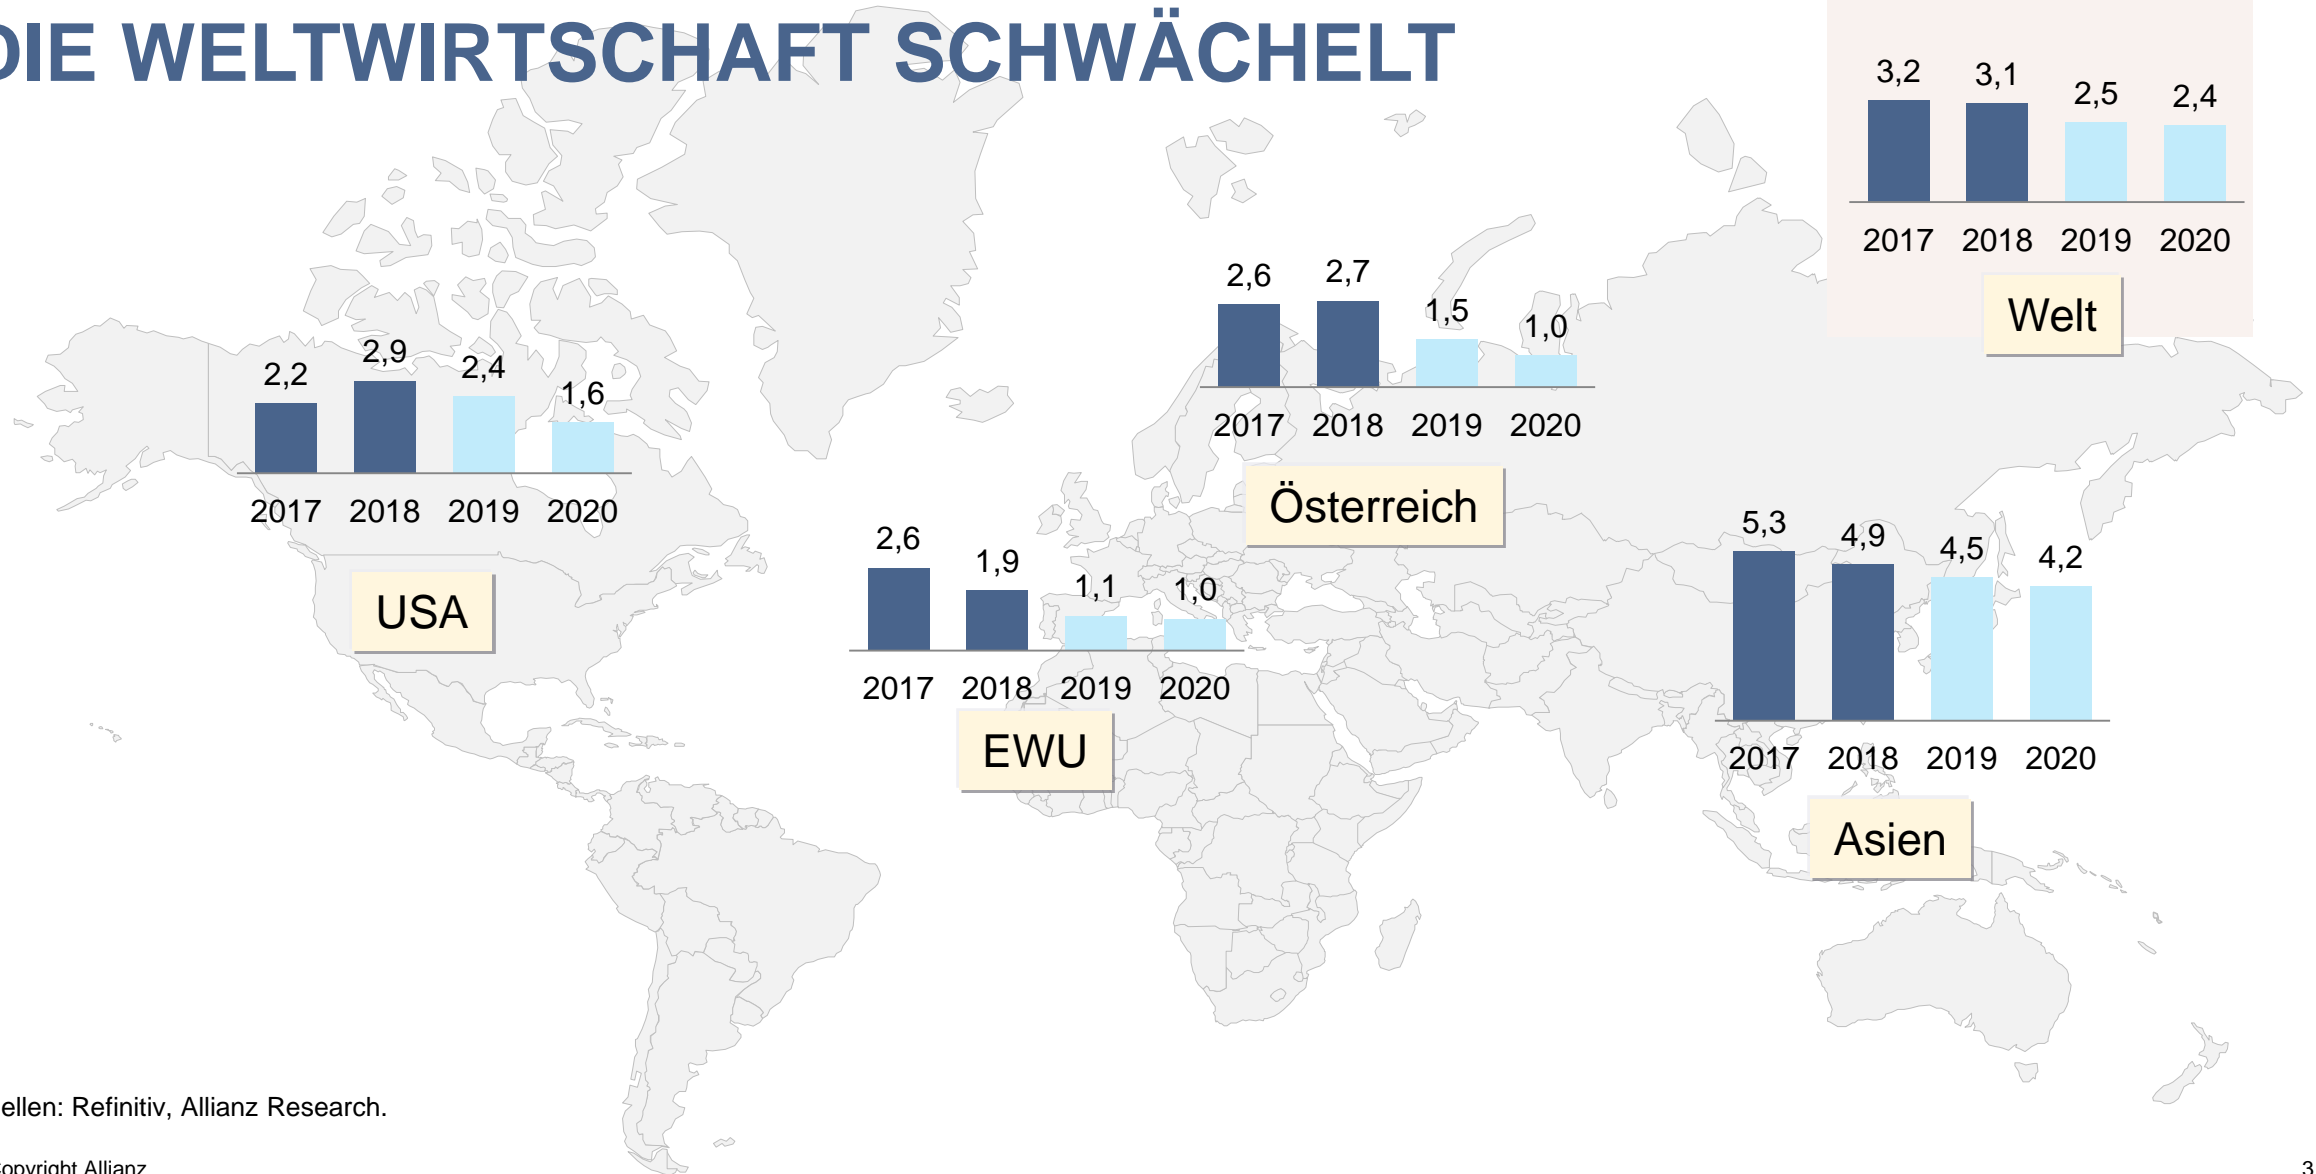 DIE WELTWIRTSCHAFT SCHWÄCHELT
3,2 3,1 2,5 2,4
2017 2018 2019 2020
Welt
2,6 2,7 1,5 1,0
2017 2018 2019 2020
Österreich
2,2 2,9 2,4 1,6
2017 2018 2019 2020
USA
2,6 1,9 1,1 1,0
2017 2018 2019 2020
EWU
5,3 4,9 4,5 4,2
2017 2018 2019 2020
Asien
ellen: Refinitiv, Allianz Research.
opyright Allianz
3